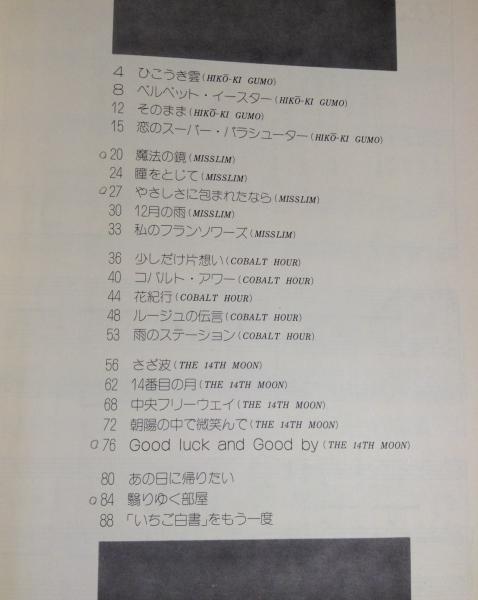 4 ひこうき雲(HIKŌ-KI GUMO)
8 ベルベット・イースター(HIKŌ-KI GUMO)
12 そのまま(HIKŌ-KI GUMO)
15 恋のスーパー・パラシューター(HIKŌ-KI GUMO)
20 魔法の鏡(MISSLIM)
24 瞳をとじて(MISSLIM)
27 やさしさに包まれたなら(MISSLIM)
30 12月の雨(MISSLIM)
33 私のフランソワーズ(MISSLIM)
36 少しだけ片想い(COBALT HOUR)
40 コバルト・アワー(COBALT HOUR)
44 花紀行(COBALT HOUR)
48 ルージュの伝言(COBALT HOUR)
53 雨のステーション(COBALT HOUR)
56 さざ波(THE 14TH MOON)
62 14番目の月(THE 14TH MOON)
68 中央フリーウェイ(THE 14TH MOON)
72 朝陽の中で微笑んで(THE 14TH MOON)
76 Good luck and Good by (THE 14TH MOON)
80 あの日に帰りたい
84 翳りゆく部屋
88 「いちご白書」をもう一度